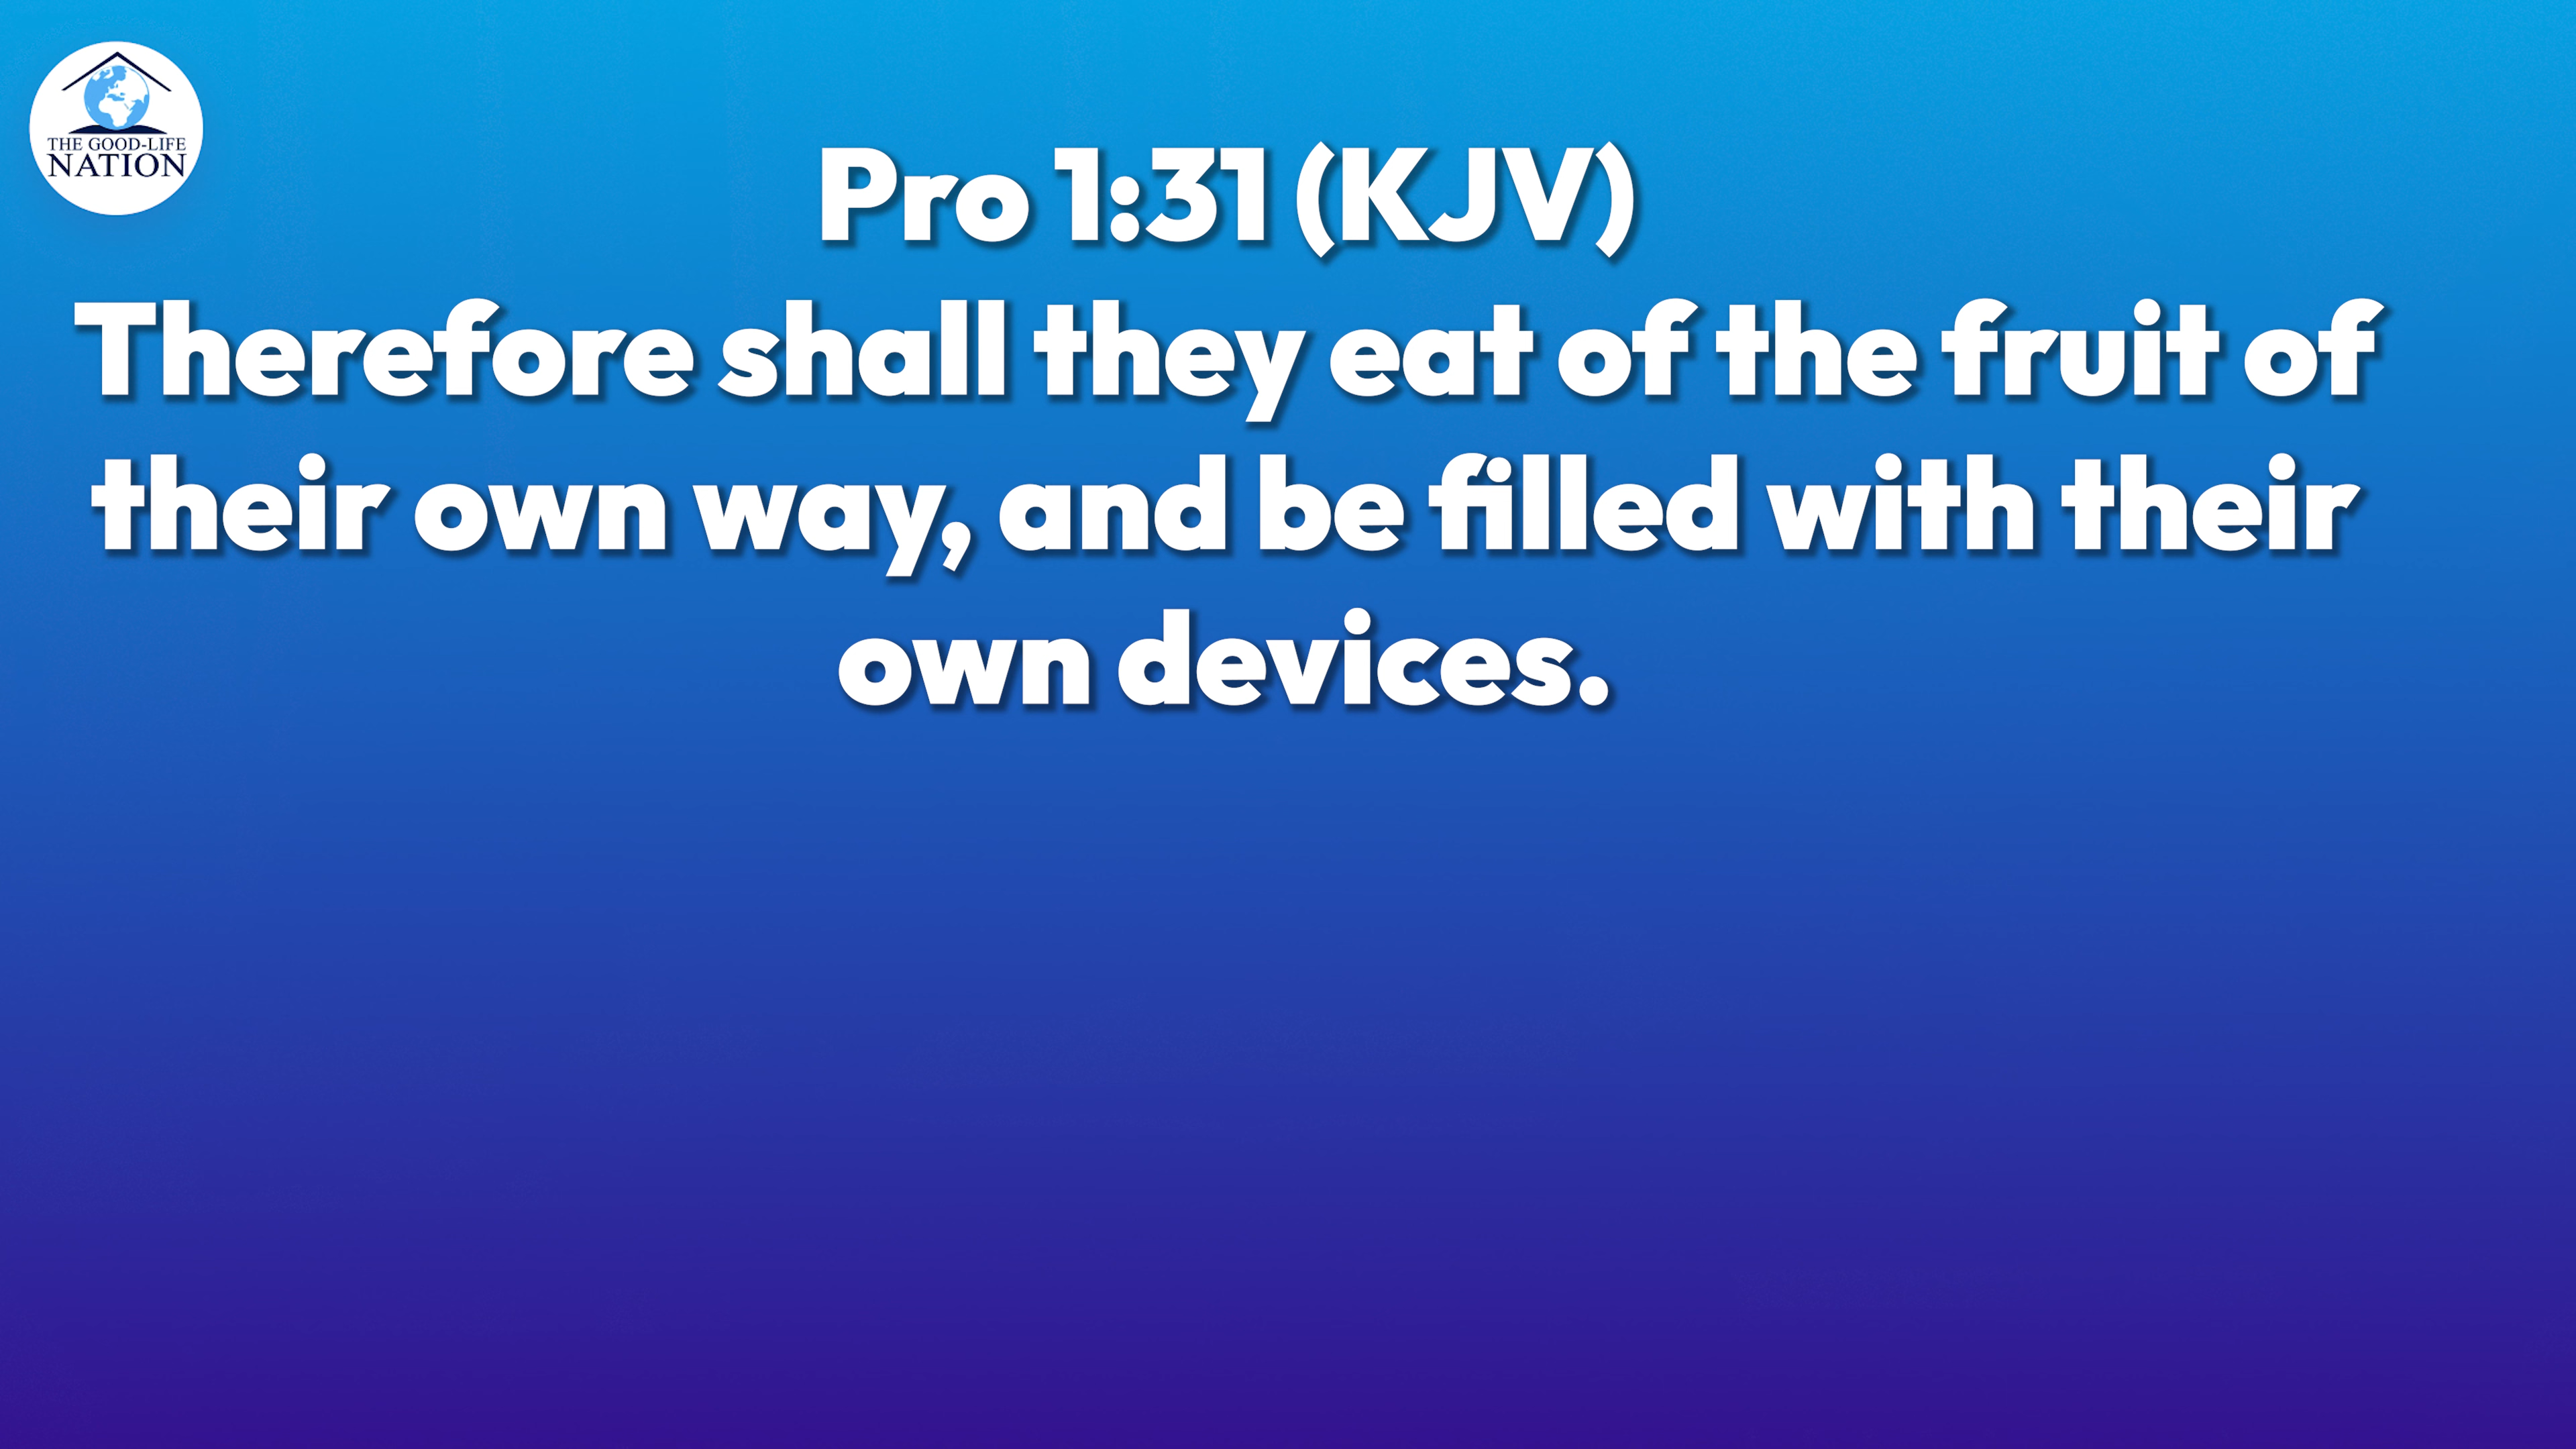 THE GOOD-LIFE
NATION
Pro 1:31 (KJV)
Therefore shall they eat of the fruit of
their own way, and be filled with their
own devices.